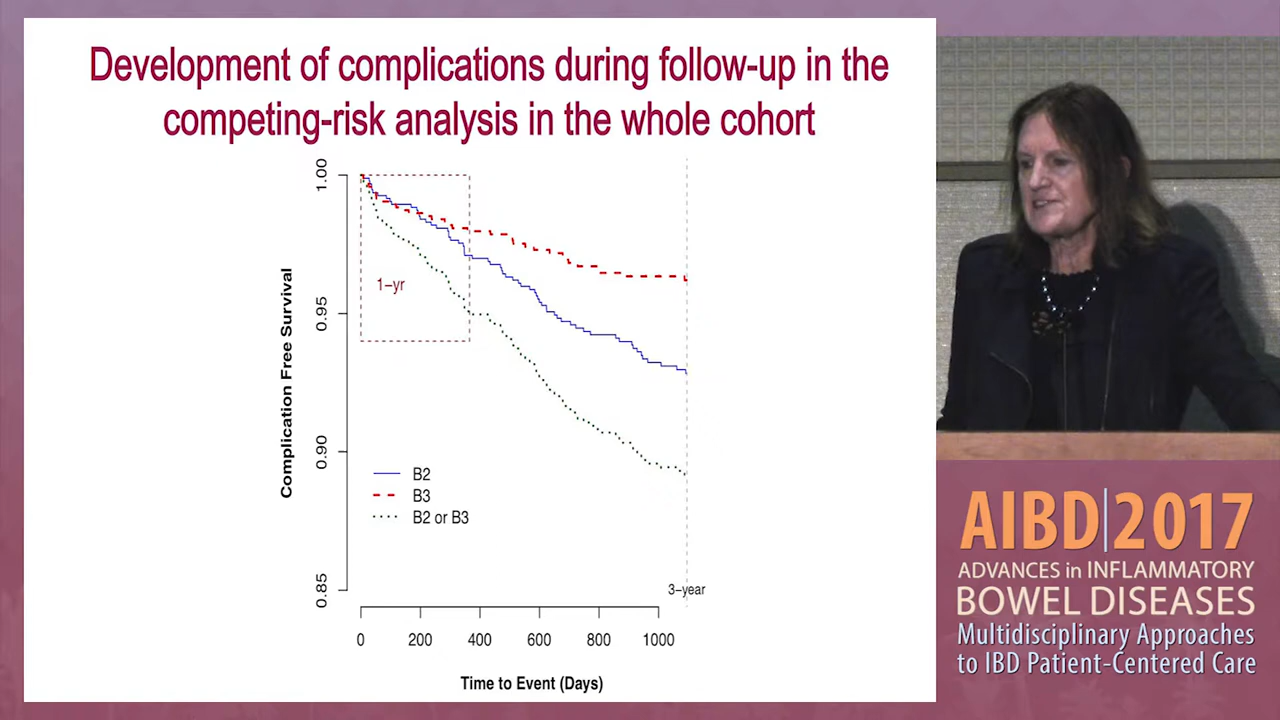 Development of complications during follow-up in the
competing-risk analysis in the whole cohort
1.00
0.95
0.90
0.85
Complication Free Survival
1–yr
B2
B3
B2 or B3
3–year
0 200 400 600 800 1000
Time to Event (Days)
AIBD|2017
ADVANCES in INFLAMMATORY
BOWEL DISEASES
Multidisciplinary Approaches
to IBD Patient-Centered Care